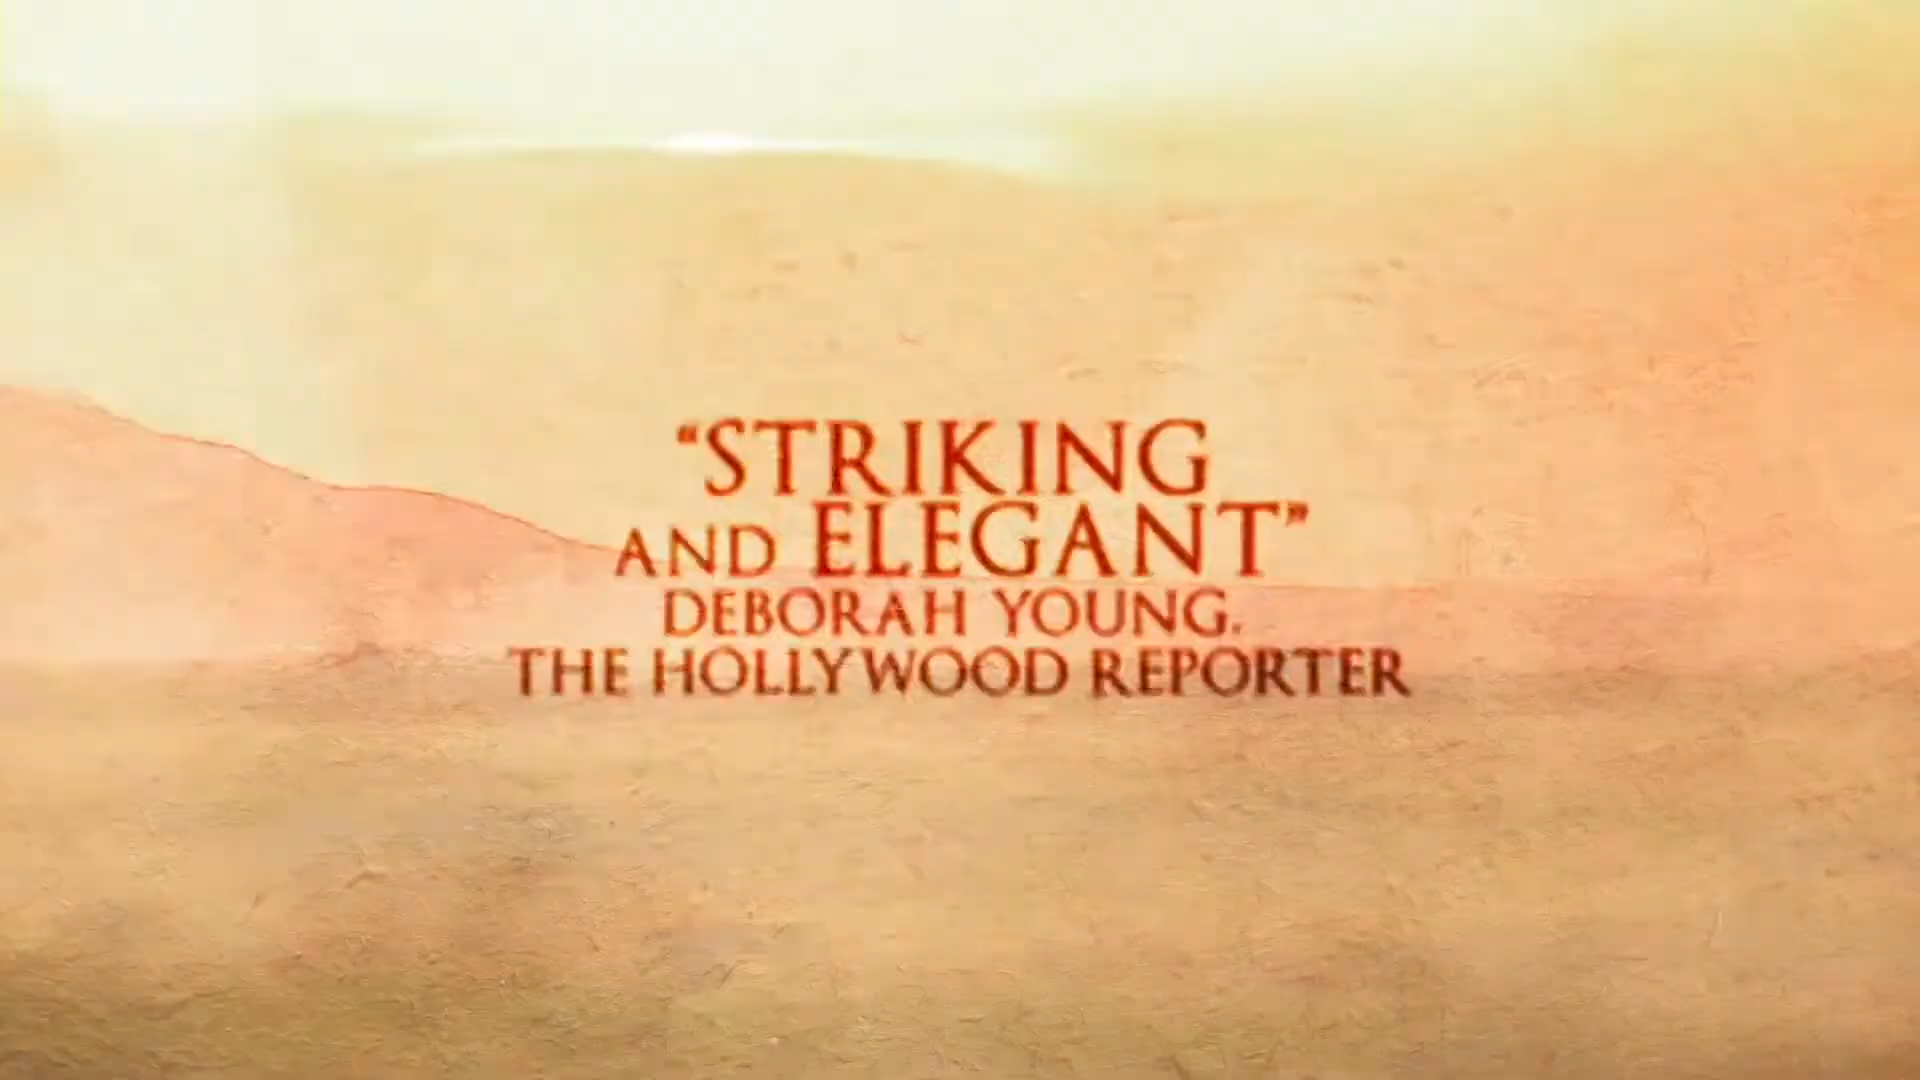 “STRIKING
AND ELEGANT”
DEBORAH YOUNG,
THE HOLLYWOOD REPORTER